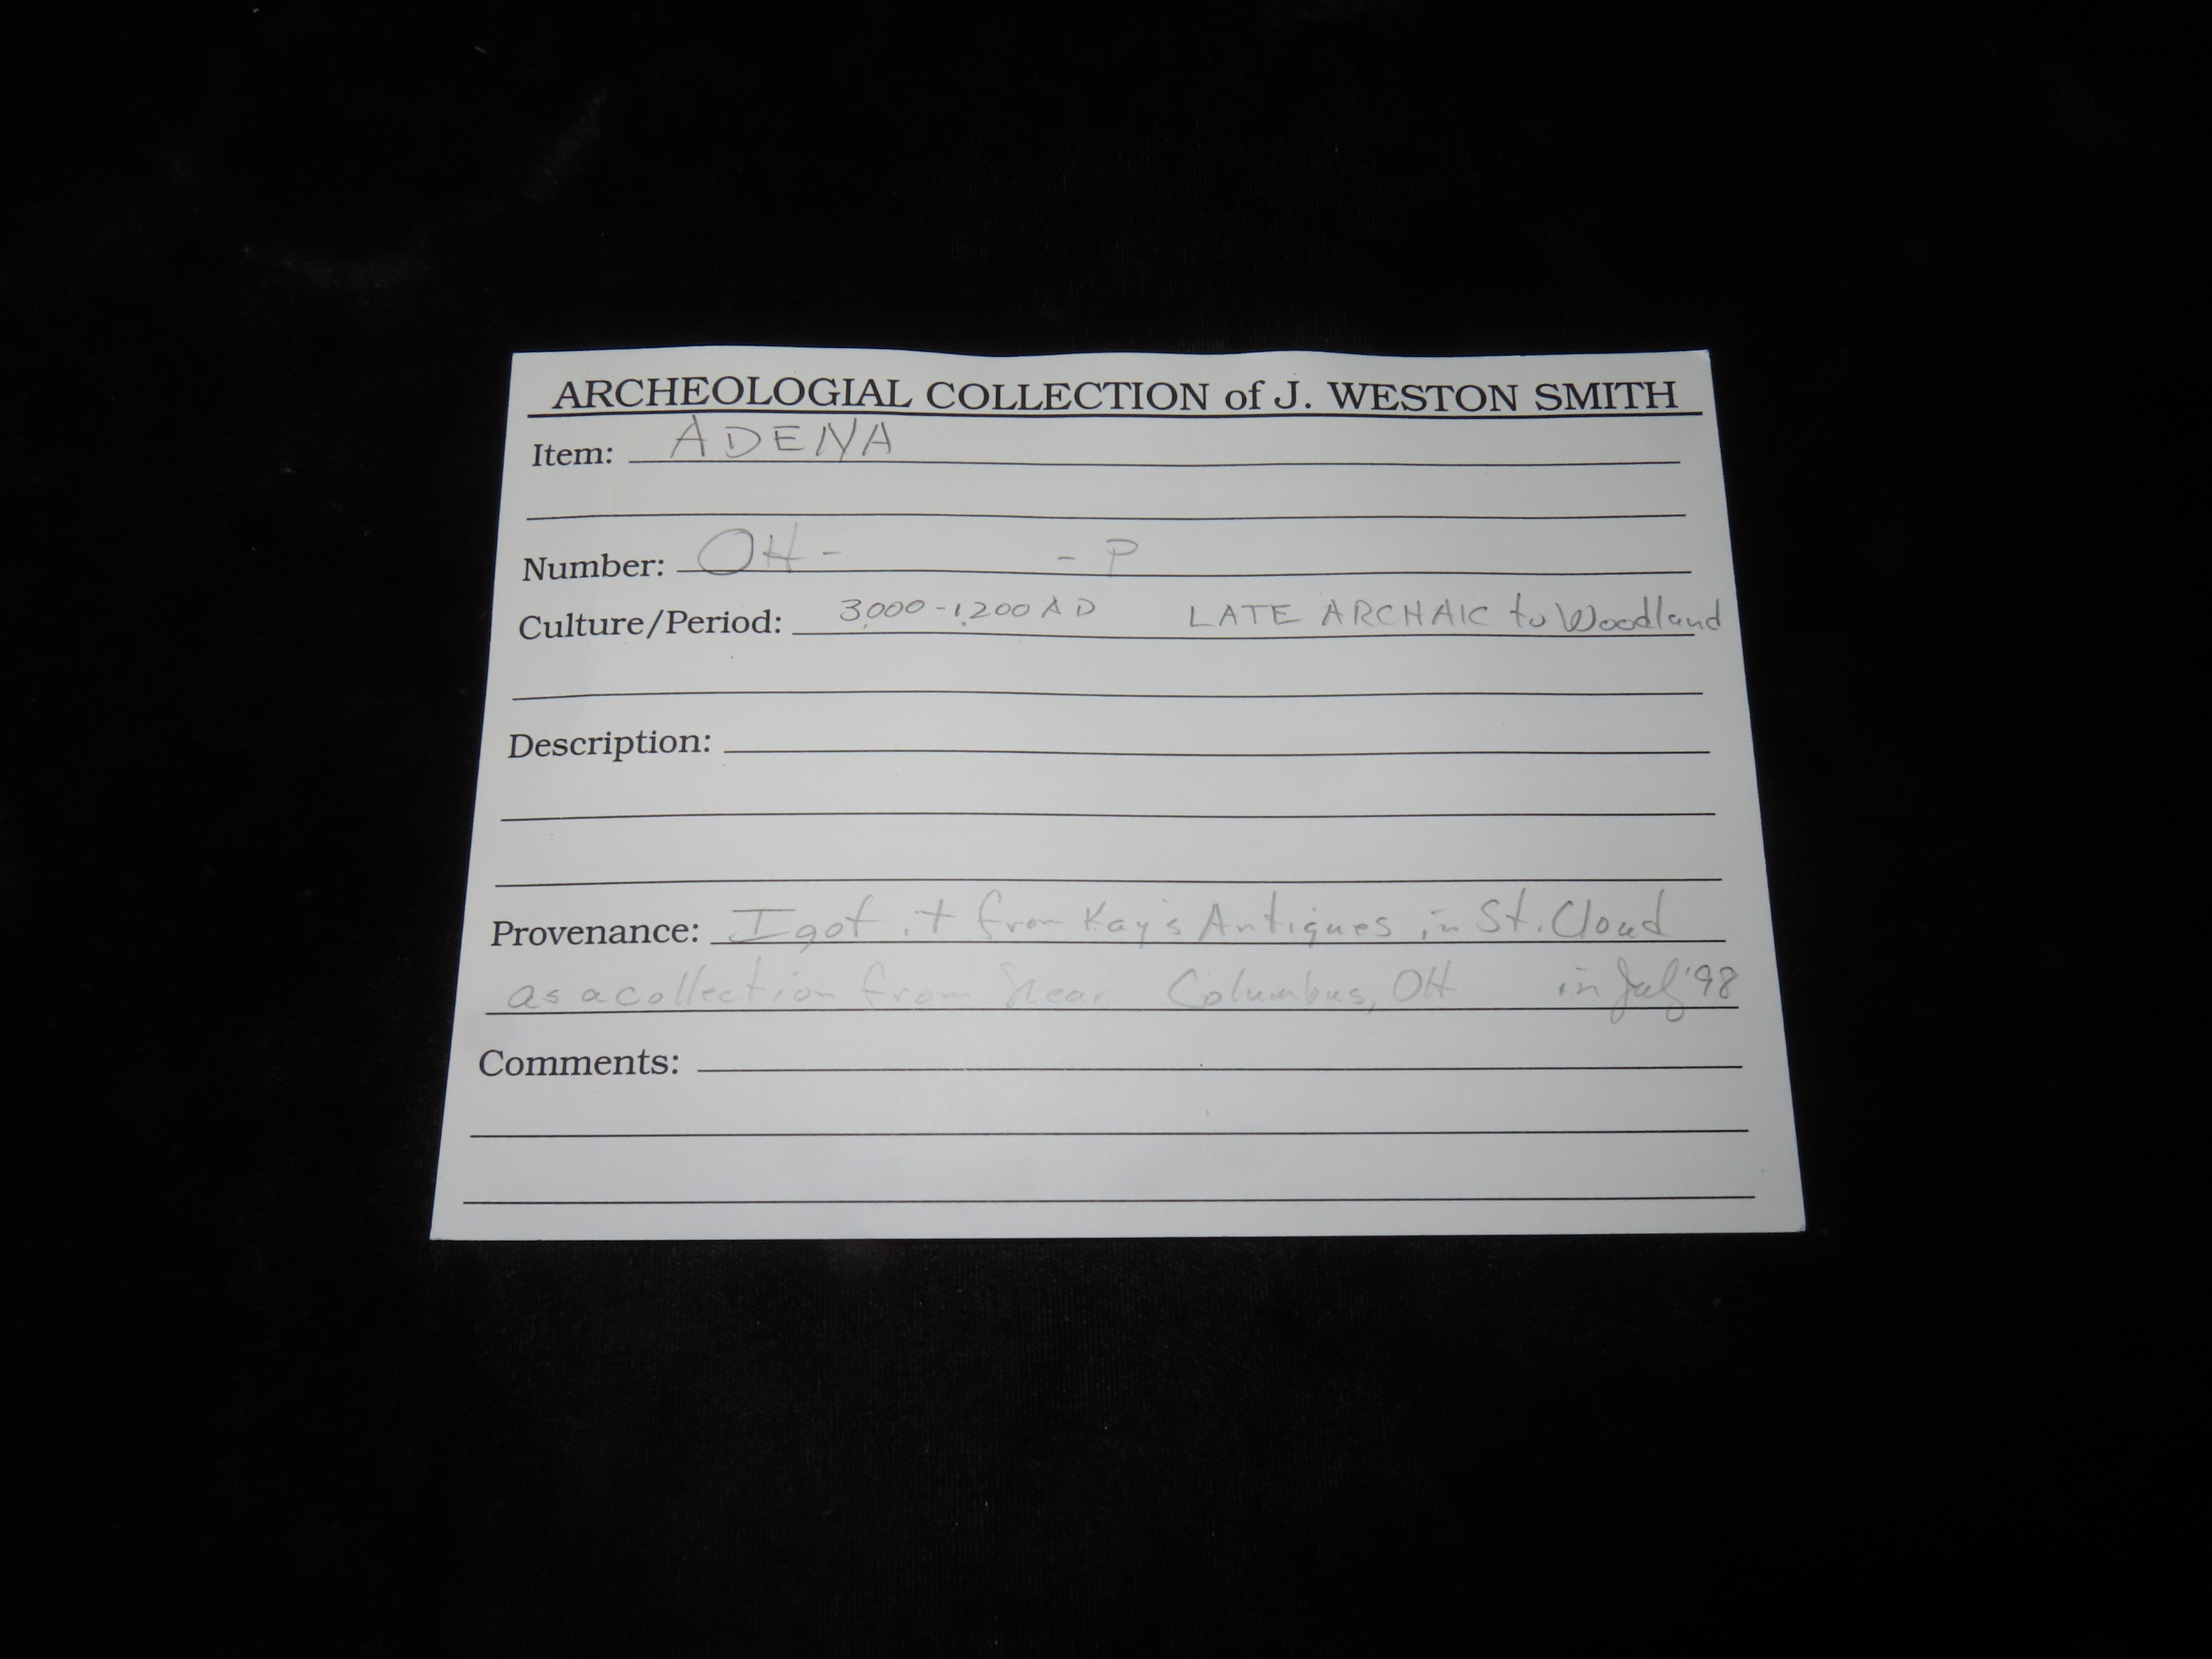 ARCHEOLOGIAL COLLECTION of J. WESTON SMITH
Item: ADENA
Number: OH - - P
Culture/Period: 3,000-1,200 AD LATE ARCHAIC to Woodland
Description:
Provenance: I got it from Kay's Antiques in St. Cloud
as a collection from near Columbus, OH in July '98
Comments: